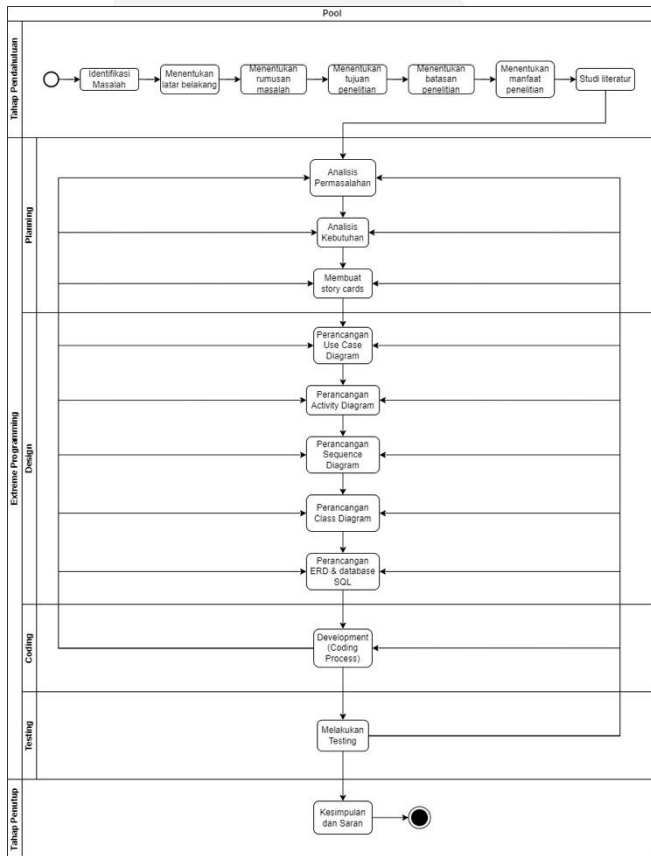 Pool
Tahap Pendahuluan
Identifikasi
Masalah
Menentukan
latar belakang
Menentukan
rumusan
masalah
Menentukan
tujuan
penelitian
Menentukan
batasan
penelitian
Menentukan
manfaat
penelitian
Studi literatur
Extreme Programming
Planning
Analisis
Permasalahan
Analisis
Kebutuhan
Membuat
story cards
Design
Perancangan
Use Case
Diagram
Perancangan
Activity Diagram
Perancangan
Sequence
Diagram
Perancangan
Class Diagram
Perancangan
ERD & database
SQL
Coding
Development
(Coding
Process)
Testing
Melakukan
Testing
Tahap Penutup
Kesimpulan
dan Saran